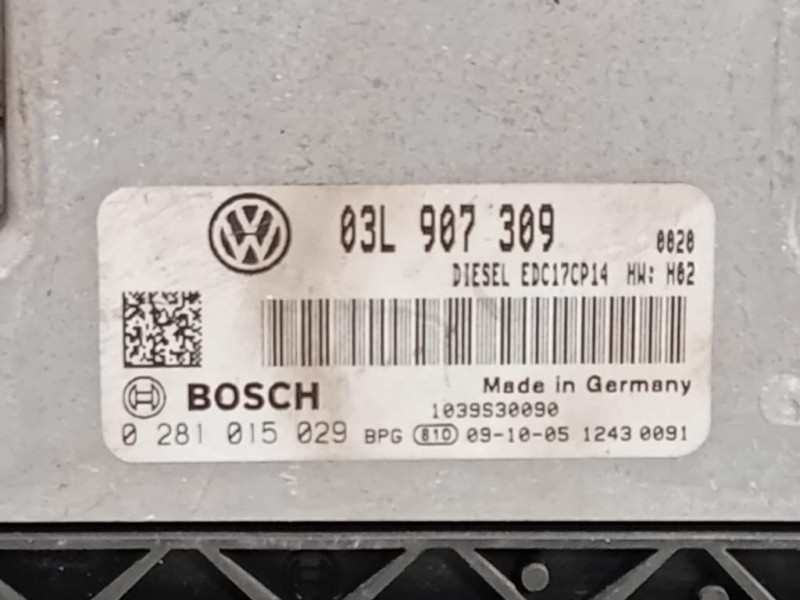 VW
03L 907 309
0020
DIESEL EDC17CP14 HW: H02
Made in Germany
BOSCH
1039S30090
0 281 015 029 BPG 810 09-10-05 1243 0091